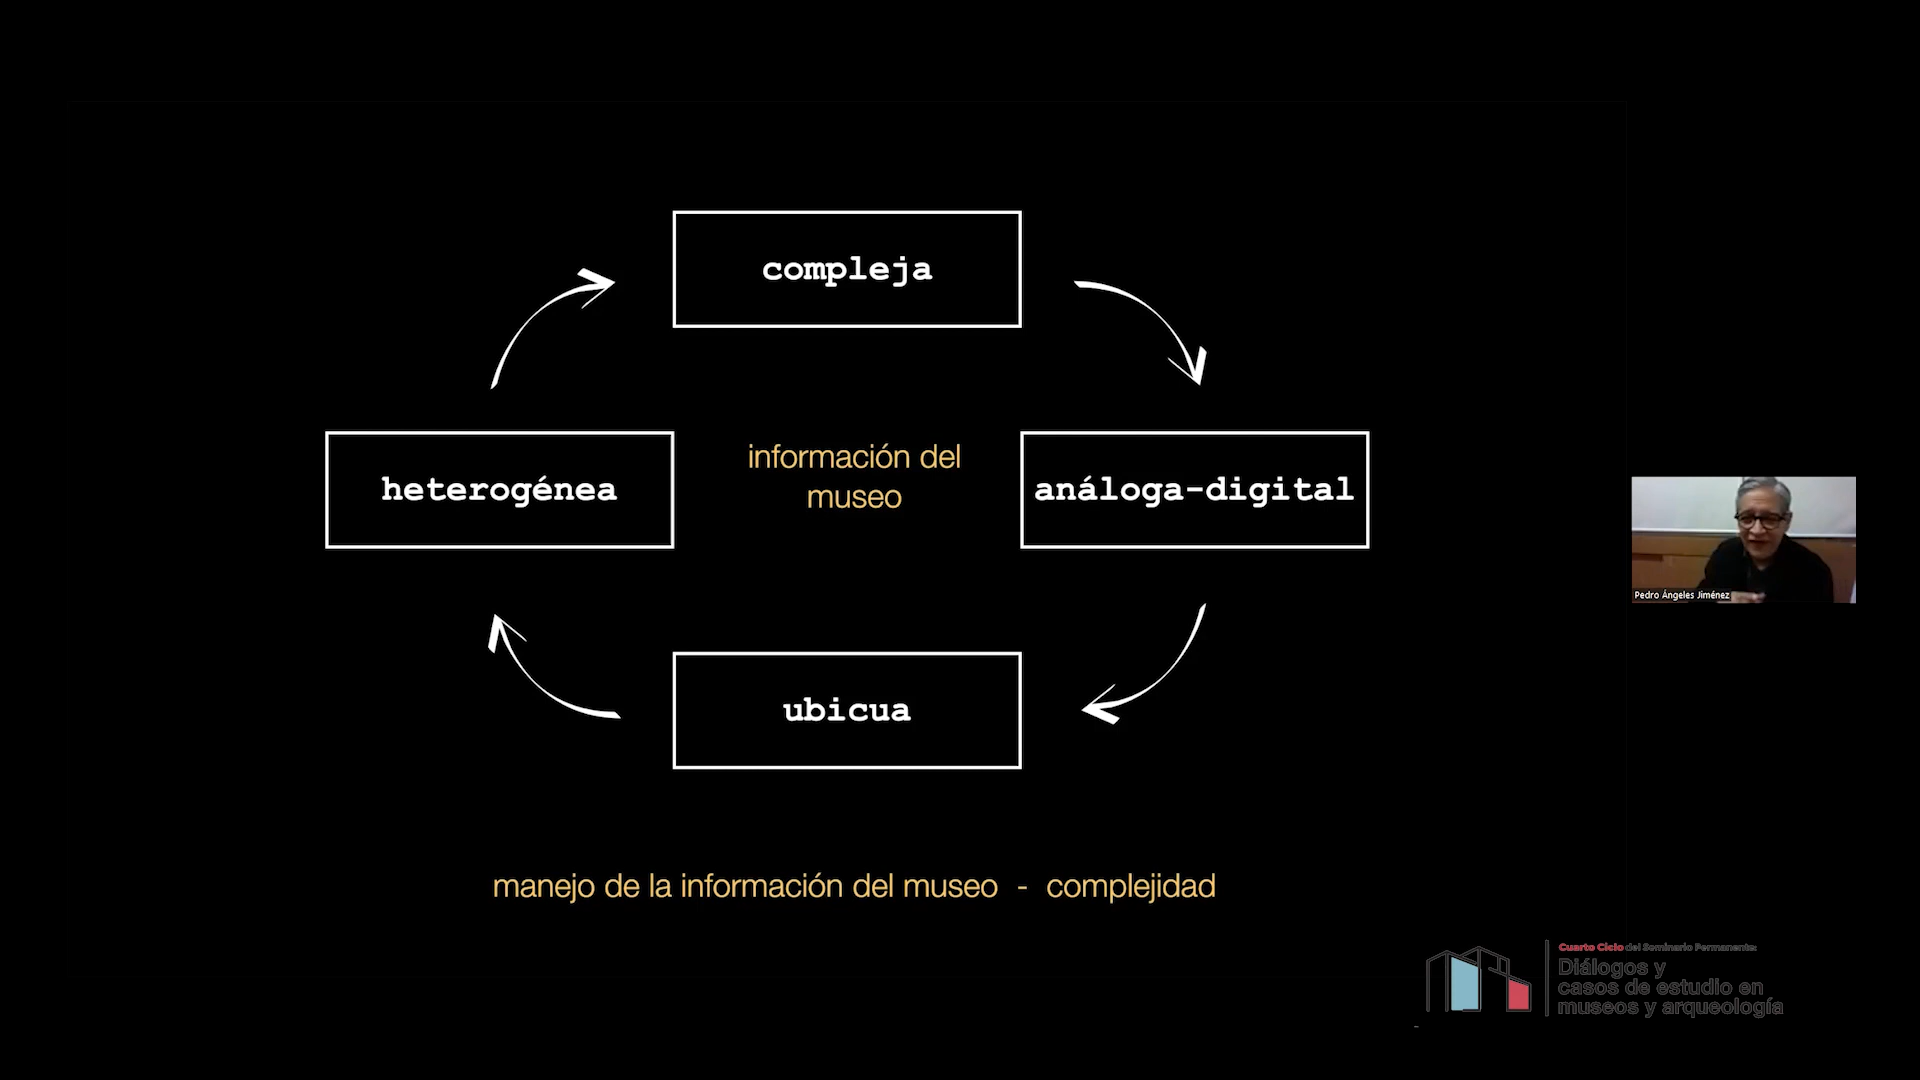 compleja
heterogénea
información del
museo
análoga-digital
ubicua
manejo de la información del museo - complejidad
Pedro Ángeles Jiménez
Cuarto Ciclo del Seminario Permanente:
Diálogos y
casos de estudio en
museos y arqueología